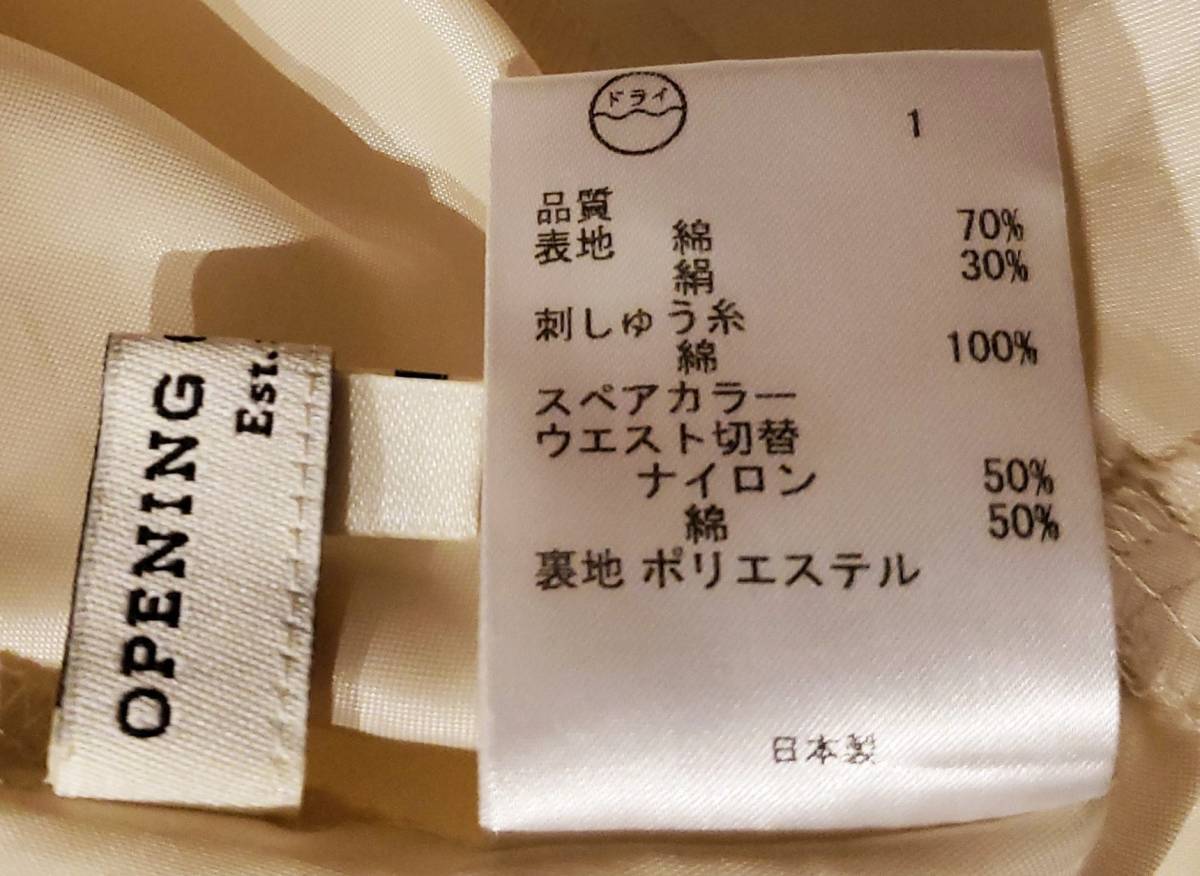 OPENING
Est.
ドライ
1
品質
表地 綿 70%
絹 30%
刺しゅう糸
綿 100%
スペアカラー
ウエスト切替
ナイロン 50%
綿 50%
裏地 ポリエステル
日本製